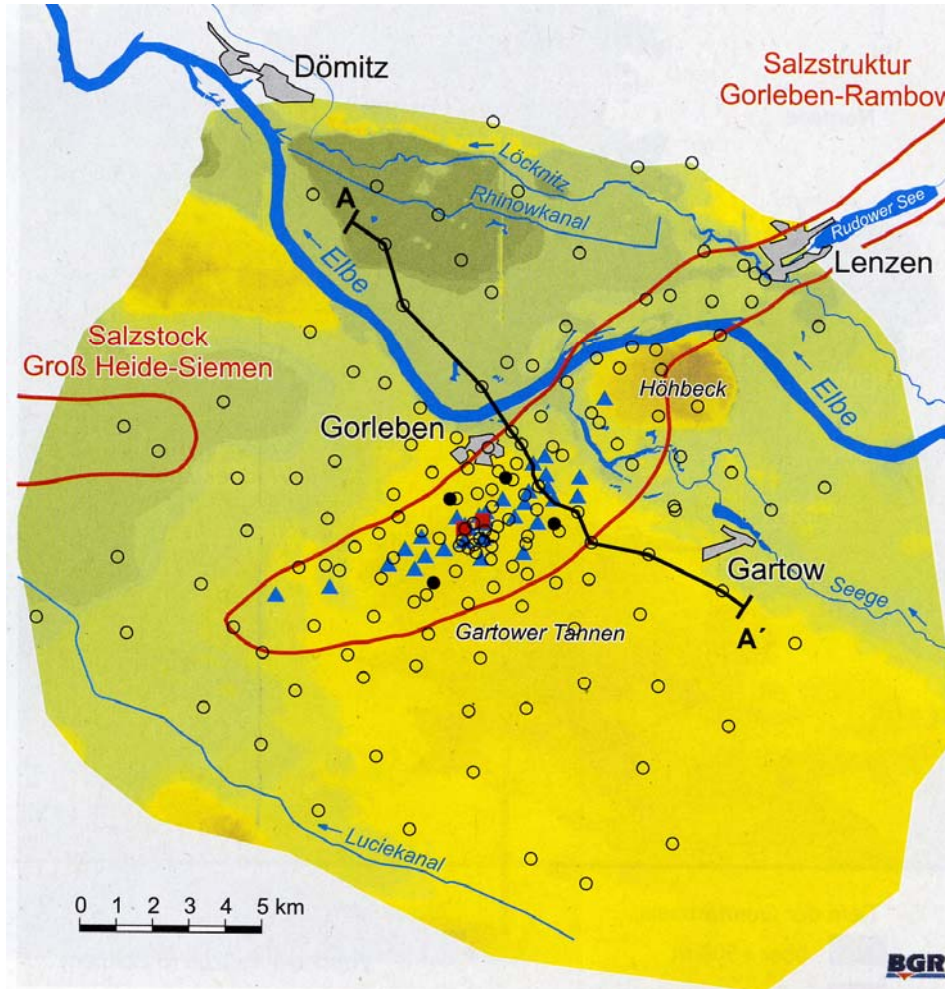 Dömitz
Salzstruktur
Gorleben-Rambow
Löcknitz
Rhinowkanal
A
Rudower See
Elbe
Lenzen
Salzstock
Groß Heide-Siemen
Höhbeck
Elbe
Gorleben
Gartow
Seege
Gartower Tannen
A´
Luciekanal
0 1 2 3 4 5 km
BGR